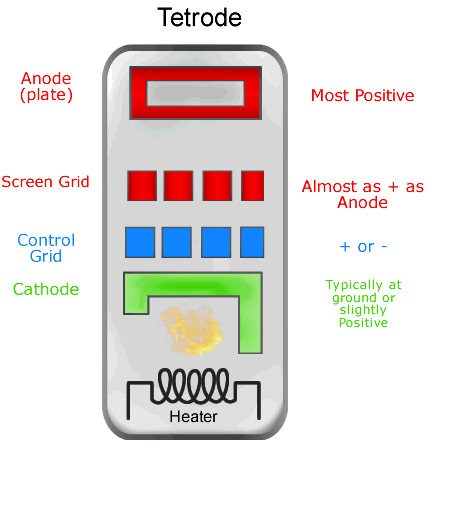 Tetrode
Anode
(plate)
Most Positive
Screen Grid
Almost as + as
Anode
Control
Grid
+ or -
Cathode
Typically at
ground or
slightly
Positive
Heater